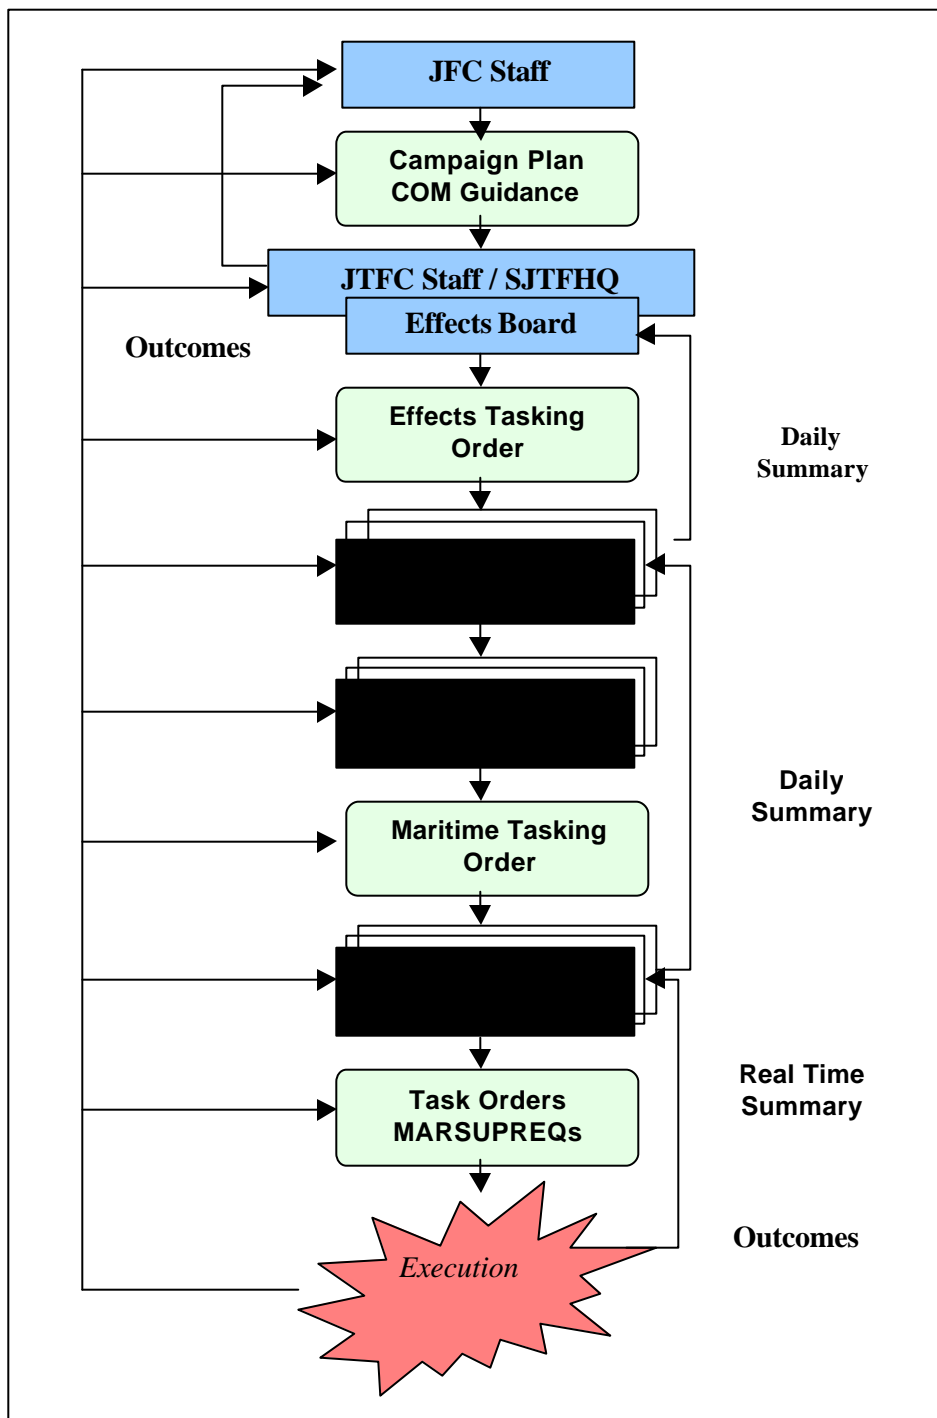 JFC Staff
Campaign Plan
COM Guidance
JTFC Staff / SJTFHQ
Effects Board
Outcomes
Effects Tasking
Order
Daily
Summary
Daily
Summary
Maritime Tasking
Order
Real Time
Summary
Task Orders
MARSUPREQs
Outcomes
Execution